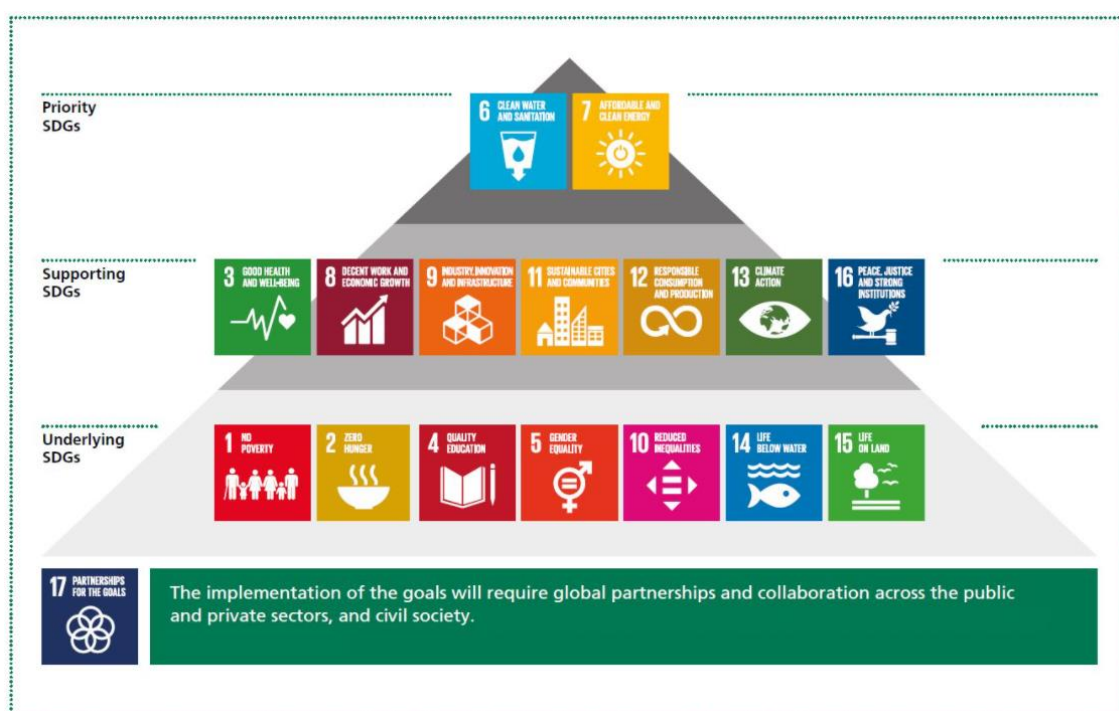 Priority
SDGs
6 CLEAN WATER
AND SANITATION
7 AFFORDABLE AND
CLEAN ENERGY
Supporting
SDGs
3 GOOD HEALTH
AND WELL-BEING
8 DECENT WORK AND
ECONOMIC GROWTH
9 INDUSTRY, INNOVATION
AND INFRASTRUCTURE
11 SUSTAINABLE CITIES
AND COMMUNITIES
12 RESPONSIBLE
CONSUMPTION
AND PRODUCTION
13 CLIMATE
ACTION
16 PEACE, JUSTICE
AND STRONG
INSTITUTIONS
Underlying
SDGs
1 NO
POVERTY
2 ZERO
HUNGER
4 QUALITY
EDUCATION
5 GENDER
EQUALITY
10 REDUCED
INEQUALITIES
14 LIFE
BELOW WATER
15 LIFE
ON LAND
17 PARTNERSHIPS
FOR THE GOALS
The implementation of the goals will require global partnerships and collaboration across the public
and private sectors, and civil society.